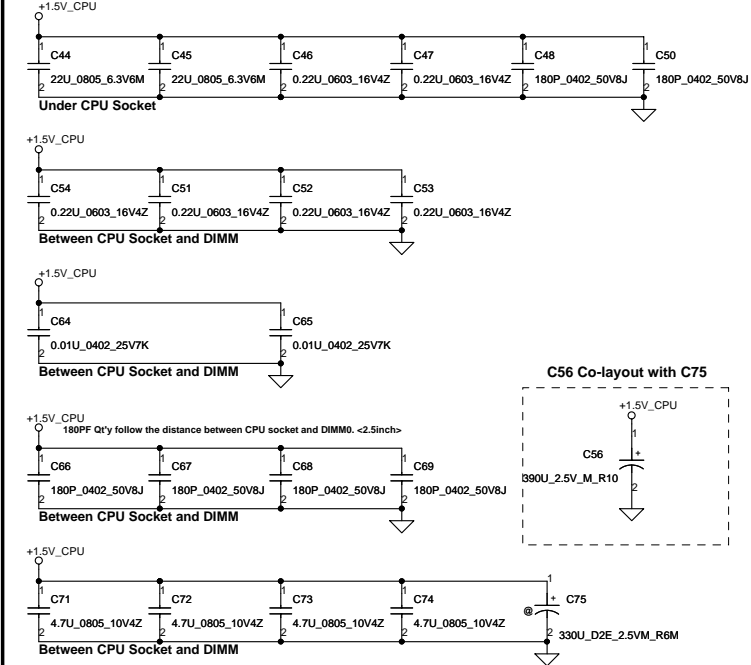 +1.5V_CPU
1 1 1 1 1 1
C44 C45 C46 C47 C48 C50
22U_0805_6.3V6M 22U_0805_6.3V6M 0.22U_0603_16V4Z 0.22U_0603_16V4Z 180P_0402_50V8J 180P_0402_50V8J
2 2 2 2 2 2
Under CPU Socket
+1.5V_CPU
1 1 1 1
C54 C51 C52 C53
0.22U_0603_16V4Z 0.22U_0603_16V4Z 0.22U_0603_16V4Z 0.22U_0603_16V4Z
2 2 2 2
Between CPU Socket and DIMM
+1.5V_CPU
1 1
C64 C65
0.01U_0402_25V7K 0.01U_0402_25V7K
2 2
Between CPU Socket and DIMM
C56 Co-layout with C75
+1.5V_CPU
1
C56 +
390U_2.5V_M_R10
2
+1.5V_CPU
180PF Qt'y follow the distance between CPU socket and DIMM0. <2.5inch>
1 1 1 1
C66 C67 C68 C69
180P_0402_50V8J 180P_0402_50V8J 180P_0402_50V8J 180P_0402_50V8J
2 2 2 2
Between CPU Socket and DIMM
+1.5V_CPU
1 1 1 1 1
C71 C72 C73 C74 + C75
@
4.7U_0805_10V4Z 4.7U_0805_10V4Z 4.7U_0805_10V4Z 4.7U_0805_10V4Z
2 2 2 2 2 330U_D2E_2.5VM_R6M
Between CPU Socket and DIMM